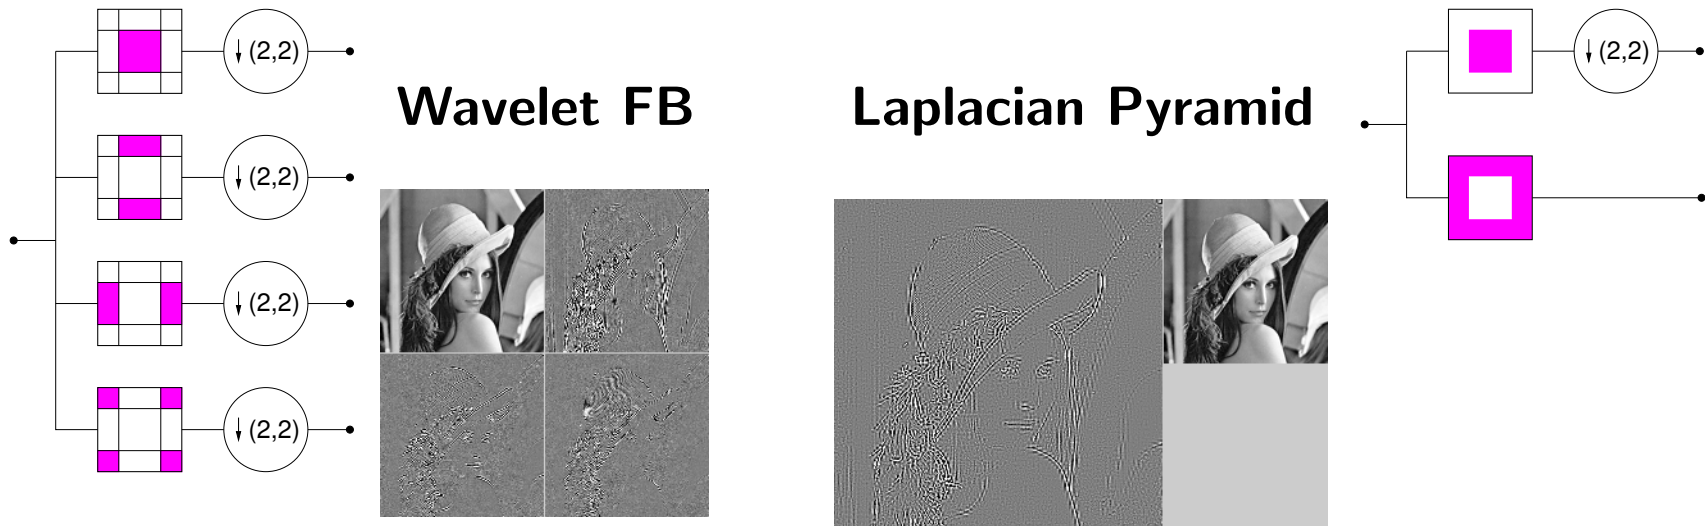 ↓ (2,2)
↓ (2,2)
↓ (2,2)
↓ (2,2)
Wavelet FB
Laplacian Pyramid
↓ (2,2)